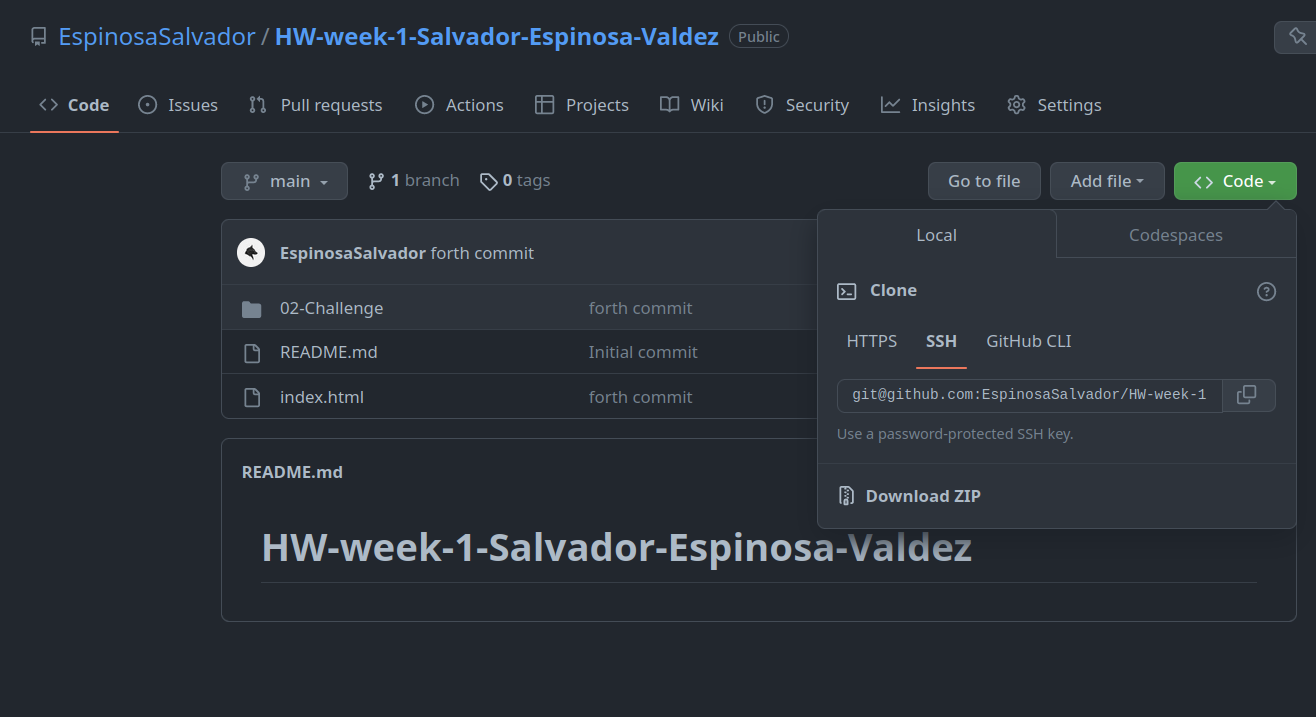 EspinosaSalvador / HW-week-1-Salvador-Espinosa-Valdez Public
Code Issues Pull requests Actions Projects Wiki Security Insights Settings
main 1 branch 0 tags Go to file Add file Code
EspinosaSalvador forth commit
02-Challenge forth commit
README.md Initial commit
index.html forth commit
Local Codespaces
Clone
HTTPS SSH GitHub CLI
git@github.com:EspinosaSalvador/HW-week-1
Use a password-protected SSH key.
Download ZIP
README.md
HW-week-1-Salvador-Espinosa-Valdez